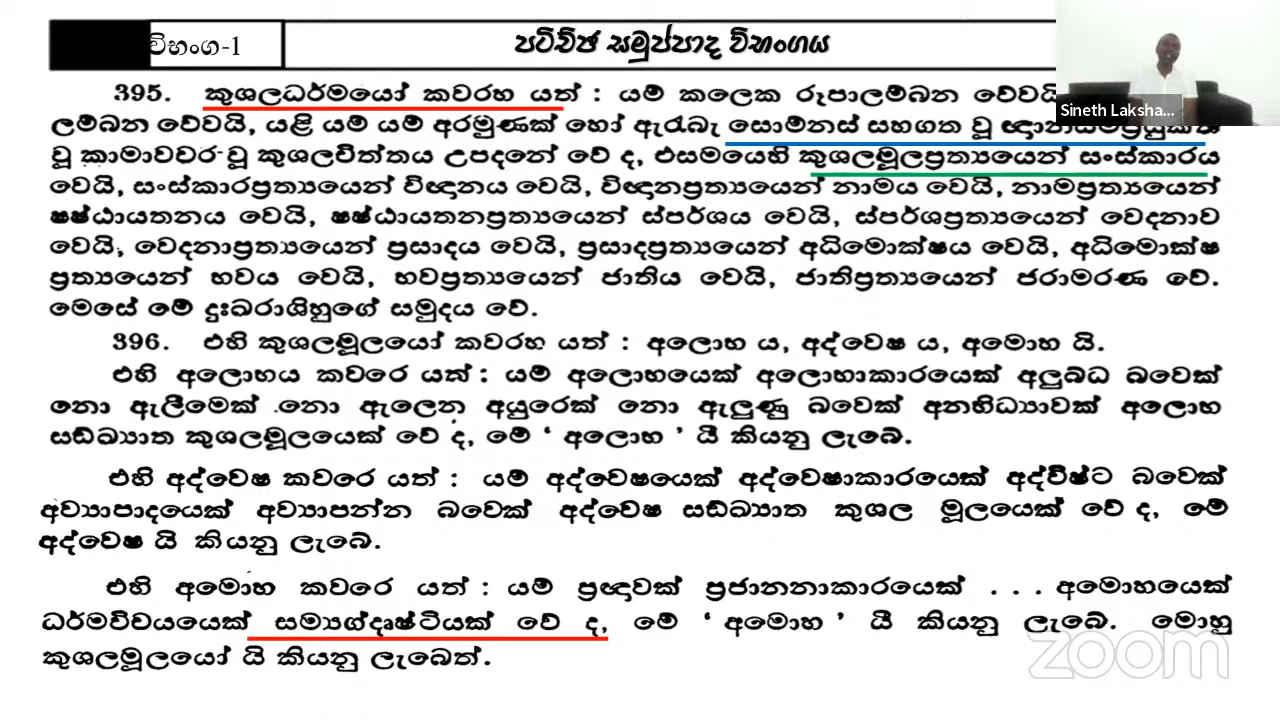 විභංග-1
පටිච්ඡ සමුප්පාද විභංගය
Sineth Laksha...
395. කුශලධර්මයෝ කවරහ යත් : යම් කලෙක රූපාලම්බන වේවයි
ලම්බන වේවයි, යළි යම් යම් අරමුණක් හෝ ඇරැබැ සොම්නස් සහගත වූ ඥානසම්ප්‍රයුක්ත
වූ කාමාවචර වූ කුශලචිත්තය උපදනේ වේ ද, එසමයෙහි කුශලමූලප්‍රත්‍යයෙන් සංස්කාරය
වෙයි, සංස්කාරප්‍රත්‍යයෙන් විඥානය වෙයි, විඥානප්‍රත්‍යයෙන් නාමය වෙයි, නාමප්‍රත්‍යයෙන්
ෂෂ්ඨායතනය වෙයි, ෂෂ්ඨායතනප්‍රත්‍යයෙන් ස්පර්ශය වෙයි, ස්පර්ශප්‍රත්‍යයෙන් වෙදනාව
වෙයි, වෙදනාප්‍රත්‍යයෙන් ප්‍රසාදය වෙයි, ප්‍රසාදප්‍රත්‍යයෙන් අධිමොක්ෂය වෙයි, අධිමොක්ෂ
ප්‍රත්‍යයෙන් භවය වෙයි, භවප්‍රත්‍යයෙන් ජාතිය වෙයි, ජාතිප්‍රත්‍යයෙන් ජරාමරණ වේ.
මෙසේ මේ දුඃඛරාශිහුගේ සමුදය වේ.
396. එහි කුශලමූලයෝ කවරහ යත් : අලොභ ය, අද්වෙෂ ය, අමොහ යි.
එහි අලොභය කවරෙ යත් : යම් අලොභයෙක් අලොභාකාරයෙක් අලුබ්ධ බවෙක්
නො ඇලීමෙක් නො ඇලෙන අයුරෙක් නො ඇලුණු බවෙක් අනභිධ්‍යාවක් අලොභ
සඞ්ඛ්‍යාත කුශලමූලයෙක් වේ ද, මේ ‘ අලොභ ’ යී කියනු ලැබේ.
එහි අද්වෙෂ කවරෙ යත් : යම් අද්වෙෂයෙක් අද්වෙෂාකාරයෙක් අද්විෂ්ට බවෙක්
අව්‍යාපාදයෙක් අව්‍යාපන්න බවෙක් අද්වෙෂ සඞ්ඛ්‍යාත කුශල මූලයෙක් වේ ද, මේ
අද්වෙෂ යි කියනු ලැබේ.
එහි අමොහ කවරෙ යත් : යම් ප්‍රඥාවක් ප්‍රජානනාකාරයෙක් ... අමොහයෙක්
ධර්මවිචයයෙක් සම්‍යග්දෘෂ්ටියක් වේ ද, මේ ‘ අමොහ ’ යී කියනු ලැබේ. මොහු
කුශලමූලයෝ යි කියනු ලැබෙත්.
zoom